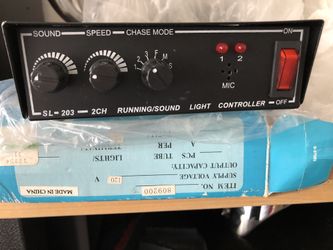 SOUND SPEED CHASE MODE ON
F M S
1 2
MIC
OFF
SL-203 2CH RUNNING/SOUND LIGHT CONTROLLER
ITEM NO.: 809200
SUPPLY VOLTAGE: 120 V
OUTPUT CAPACITY: A PER
LIGHTS: PCS TUBE
MADE IN CHINA